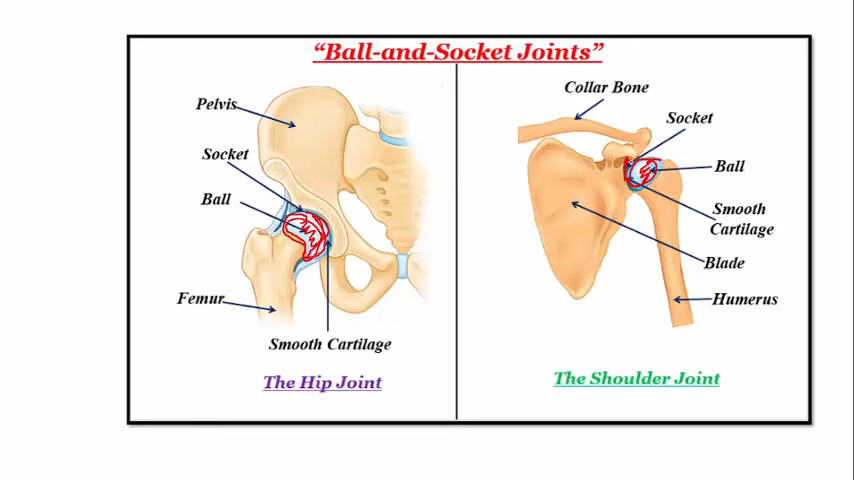 “Ball-and-Socket Joints”
Pelvis
Socket
Ball
Femur
Smooth Cartilage
The Hip Joint
Collar Bone
Socket
Ball
Smooth
Cartilage
Blade
Humerus
The Shoulder Joint